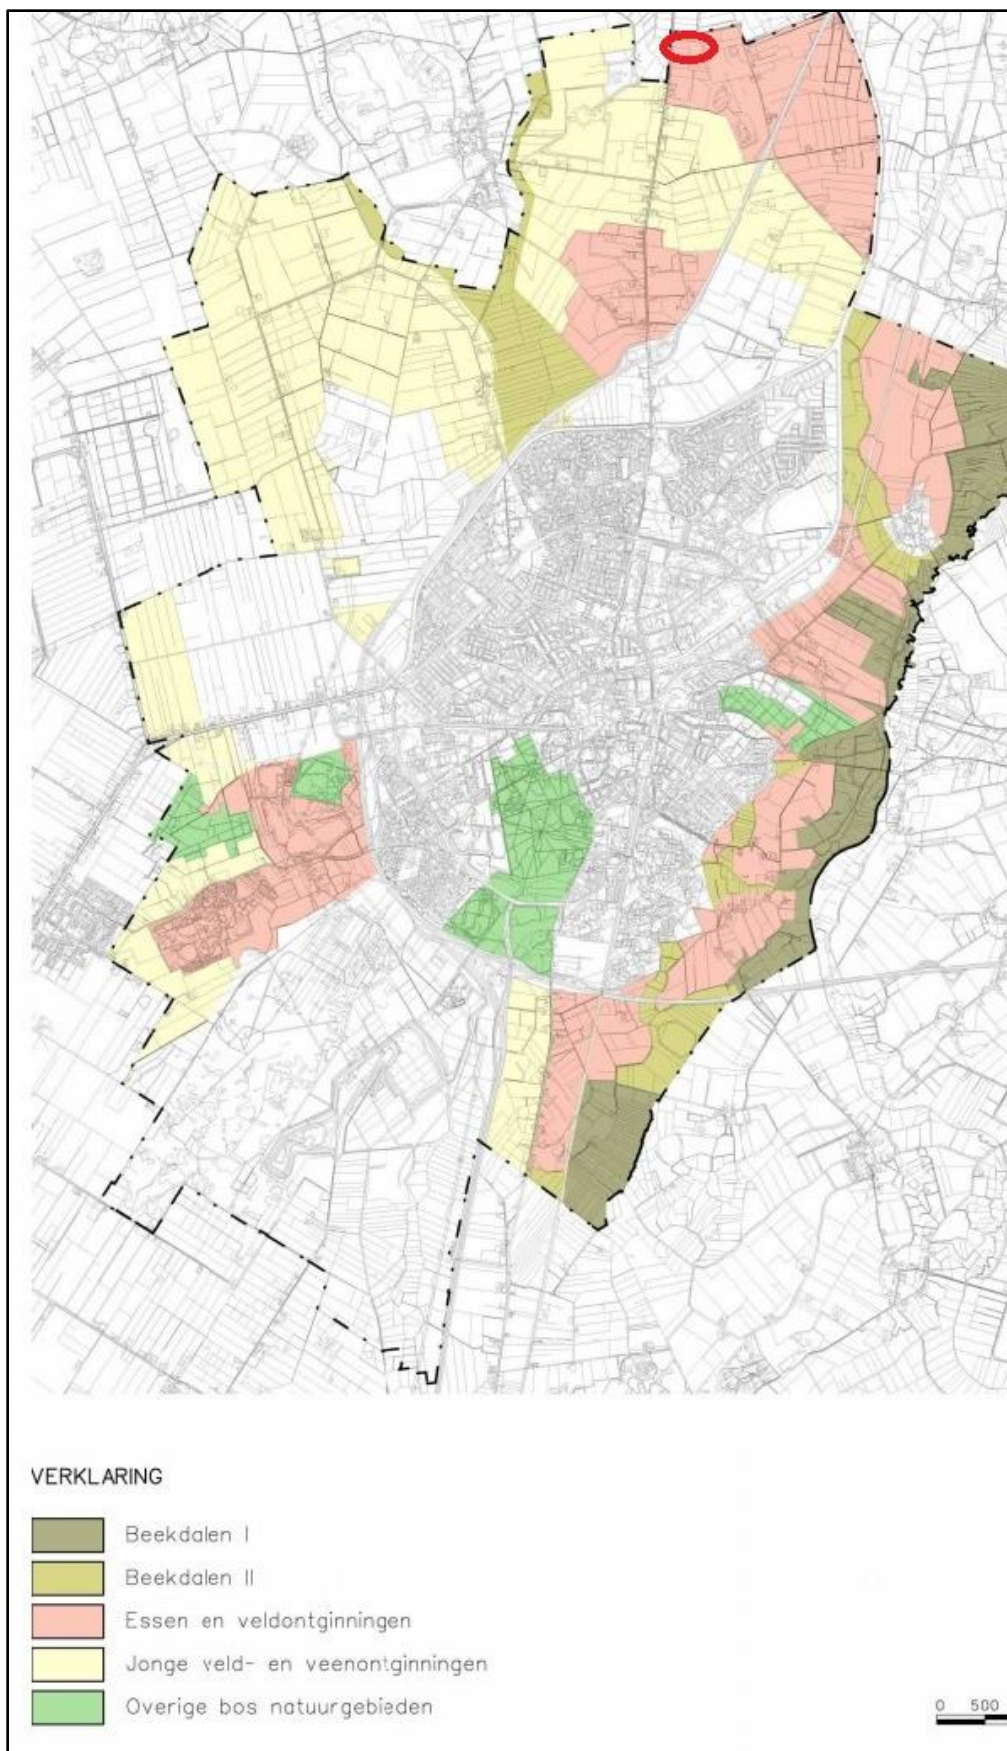 VERKLARING
Beekdalen I
Beekdalen II
Essen en veldontginningen
Jonge veld- en veenontginningen
Overige bos natuurgebieden
0 500